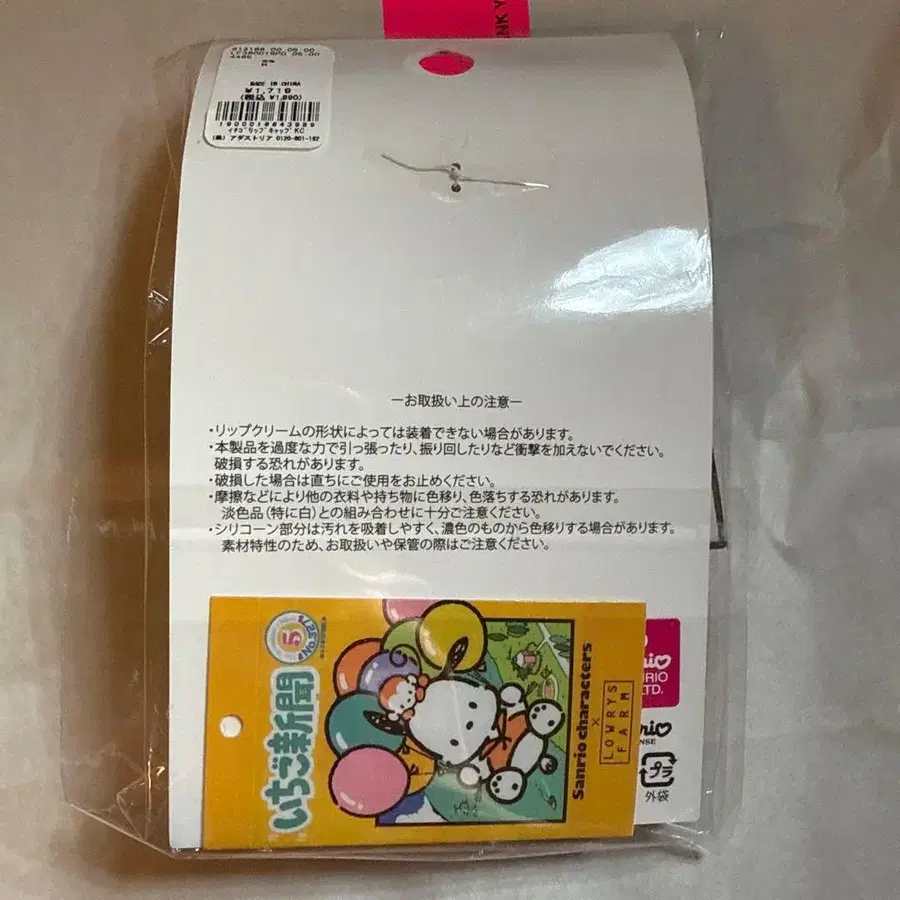 NK Y
MADE IN CHINA
¥1,719
(税込 ¥1,890)
(株) アダストリア 0120-601-162
ーお取扱い上の注意ー
・リップクリームの形状によっては装着できない場合があります。
・本製品を過度な力で引っ張ったり、振り回したりなど衝撃を加えないでください。
破損する恐れがあります。
・破損した場合は直ちにご使用をお止めください。
・摩擦などにより他の衣料や持ち物に色移り、色落ちする恐れがあります。
淡色品(特に白)との組み合わせに十分ご注意ください。
・シリコーン部分は汚れを吸着しやすく、濃色のものから色移りする場合があります。
素材特性のため、お取扱いや保管の際はご注意ください。
いちご新聞
5
Sanrio characters
×
LOWRYS
FARM
RIO
LTD.
NSE
プラ
外袋